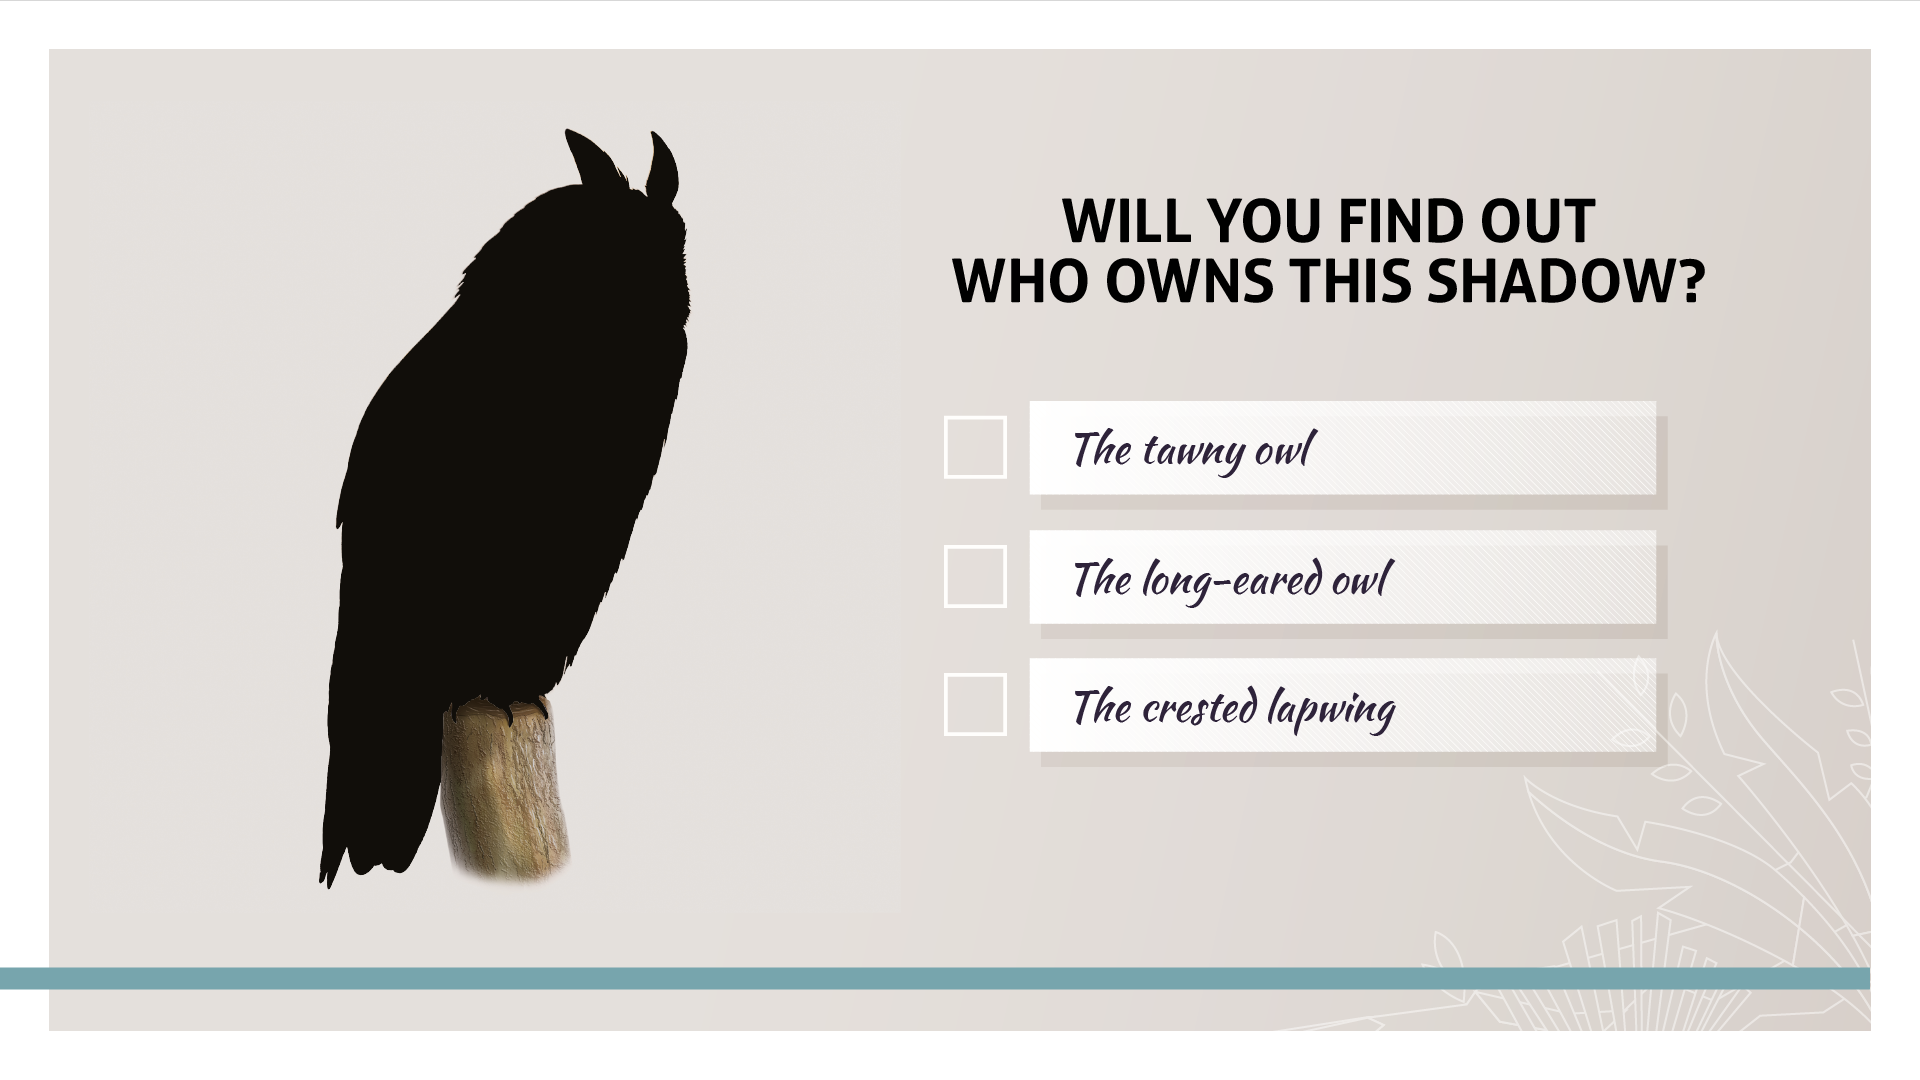 WILL YOU FIND OUT
WHO OWNS THIS SHADOW?
The tawny owl
The long-eared owl
The crested lapwing